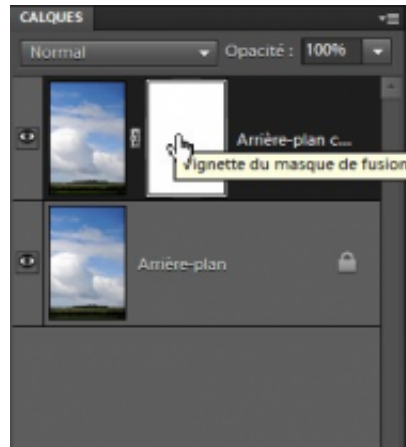 CALQUES
Normal Opacité : 100%
Arrière-plan c...
Vignette du masque de fusion
Arrière-plan